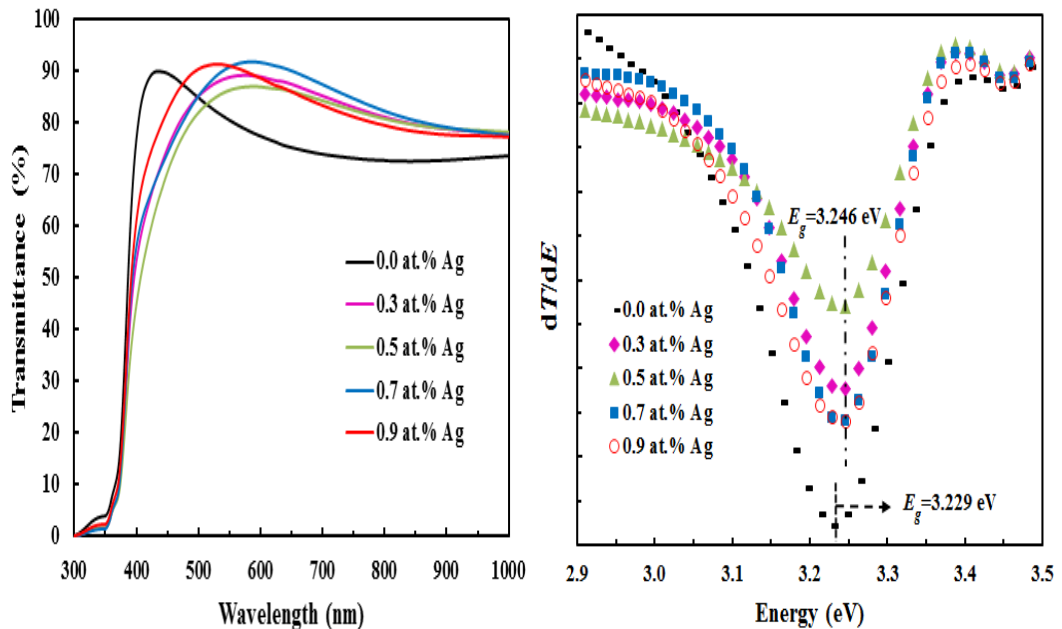 100
90
80
70
60
50
40
30
20
10
0
Transmittance (%)
300 400 500 600 700 800 900 1000
Wavelength (nm)
0.0 at.% Ag
0.3 at.% Ag
0.5 at.% Ag
0.7 at.% Ag
0.9 at.% Ag
dT/dE
Eg=3.246 eV
0.0 at.% Ag
0.3 at.% Ag
0.5 at.% Ag
0.7 at.% Ag
0.9 at.% Ag
Eg=3.229 eV
2.9 3.0 3.1 3.2 3.3 3.4 3.5
Energy (eV)